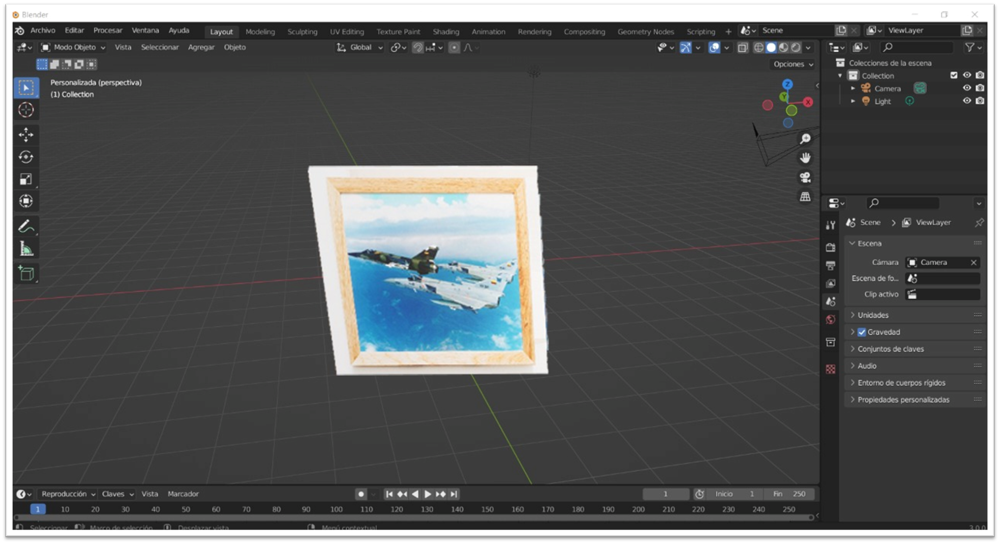 Blender
Archivo Editar Procesar Ventana Ayuda Layout Modeling Sculpting UV Editing Texture Paint Shading Animation Rendering Compositing Geometry Nodes Scripting + Scene ViewLayer
Modo Objeto Vista Seleccionar Agregar Objeto Global
Opciones
Personalizada (perspectiva)
(1) Collection
Z
Y
X
Colecciones de la escena
Collection
Camera
Light
Scene > ViewLayer
Escena
Cámara Camera
Escena de fo...
Clip activo
Unidades
Gravedad
Conjuntos de claves
Audio
Entorno de cuerpos rígidos
Propiedades personalizadas
Reproducción Claves Vista Marcador 1 Inicio 1 Fin 250
1 10 20 30 40 50 60 70 80 90 100 110 120 130 140 150 160 170 180 190 200 210 220 230 240 250
Seleccionar Marco de selección Desplazar vista Menú contextual 3.0.0